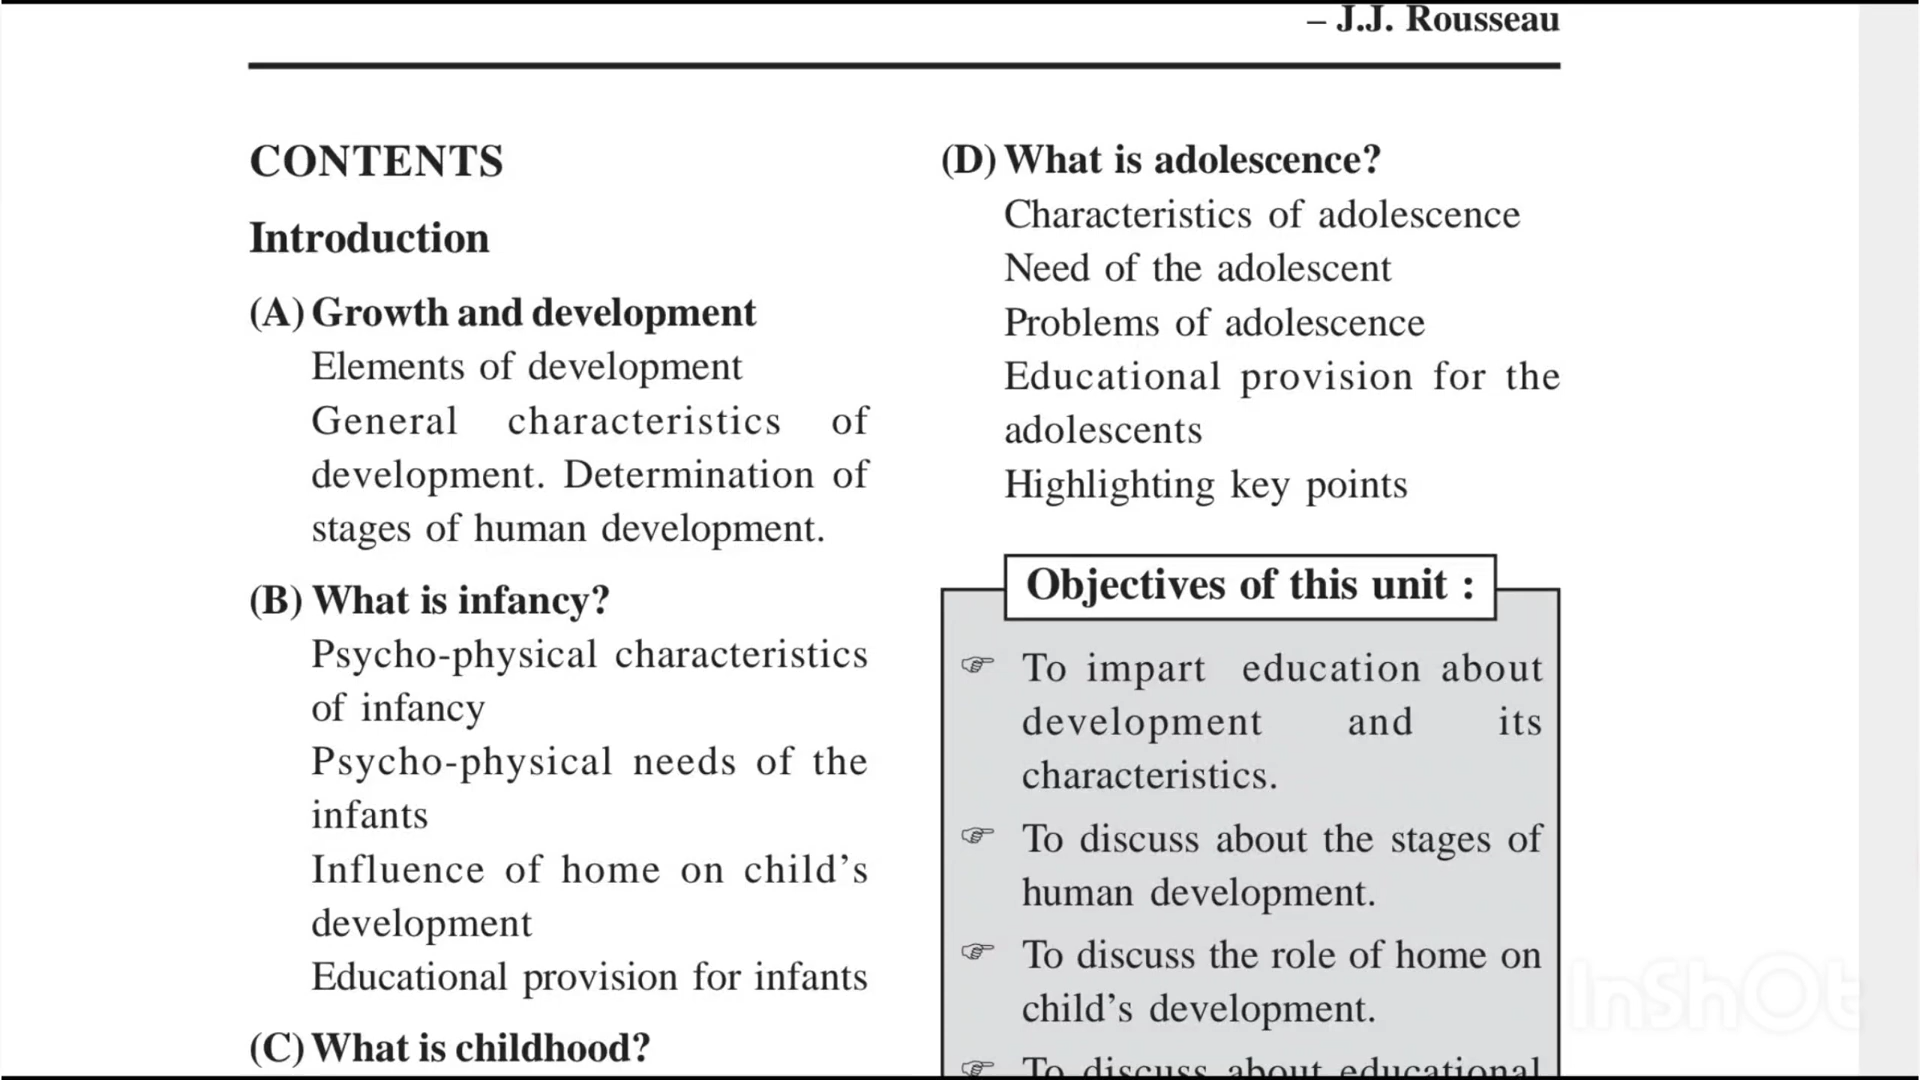 – J.J. Rousseau
CONTENTS
Introduction
(A) Growth and development
Elements of development
General characteristics of
development. Determination of
stages of human development.
(B) What is infancy?
Psycho-physical characteristics
of infancy
Psycho-physical needs of the
infants
Influence of home on child’s
development
Educational provision for infants
(C) What is childhood?
(D) What is adolescence?
Characteristics of adolescence
Need of the adolescent
Problems of adolescence
Educational provision for the
adolescents
Highlighting key points
Objectives of this unit :
☞ To impart education about
development and its
characteristics.
☞ To discuss about the stages of
human development.
☞ To discuss the role of home on
child’s development.
☞ To discuss about educational
InShOt